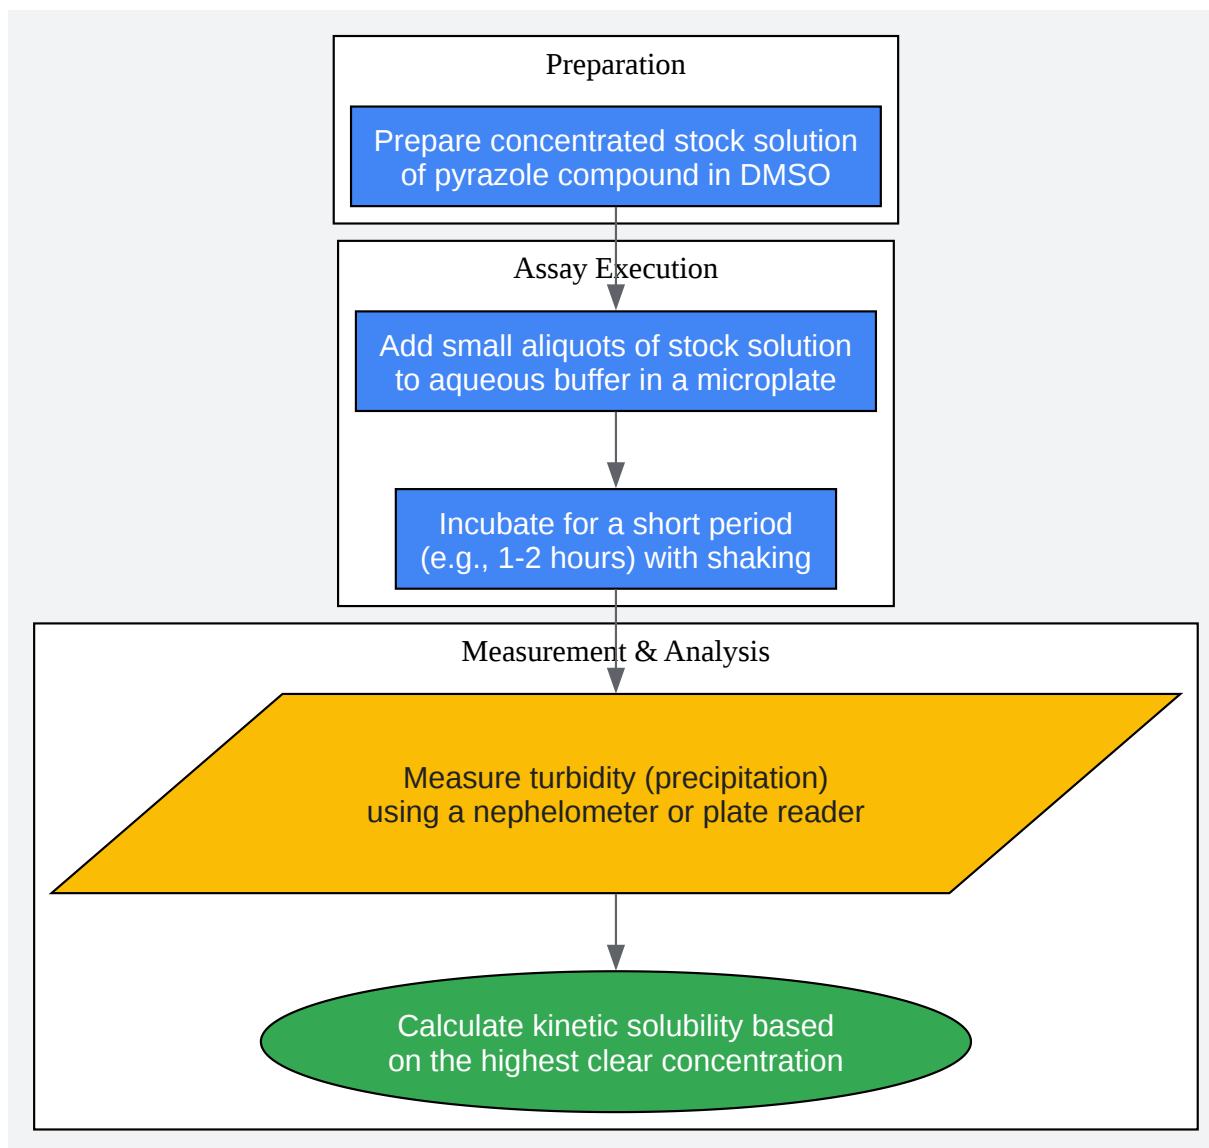 Preparation
Prepare concentrated stock solution
of pyrazole compound in DMSO
Assay Execution
Add small aliquots of stock solution
to aqueous buffer in a microplate
Incubate for a short period
(e.g., 1-2 hours) with shaking
Measurement & Analysis
Measure turbidity (precipitation)
using a nephelometer or plate reader
Calculate kinetic solubility based
on the highest clear concentration